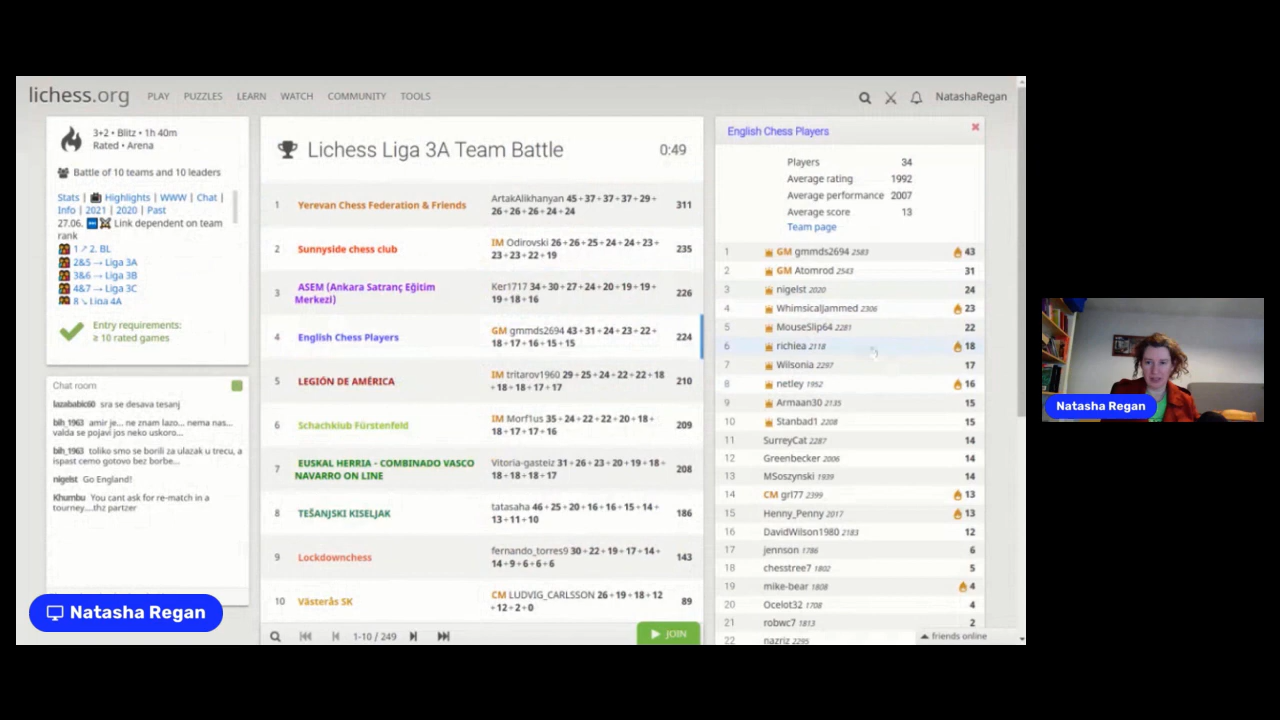 lichess.org PLAY PUZZLES LEARN WATCH COMMUNITY TOOLS NatashaRegan
3+2 • Blitz • 1h 40m
Rated • Arena
Battle of 10 teams and 10 leaders
Stats | Highlights | WWW | Chat |
Info | 2021 | 2020 | Past
27.06. Link dependent on team
rank
1 ↗ 2. BL
2&5 → Liga 3A
3&6 → Liga 3B
4&7 → Liga 3C
8 ↘ Liga 4A
Entry requirements:
≥ 10 rated games
Chat room
lazababic60 sra se desava tesanj
bih_1963 amir je... ne znam lazo... nema nas...
valda se pojavi jos neko uskoro...
bih_1963 toliko smo se borili za ulazak u trecu, a
ispast cemo gotovo bez borbe...
nigelst Go England!
Khumbu You cant ask for re-match in a
tourney....thz partzer
Natasha Regan
Lichess Liga 3A Team Battle 0:49
1 Yerevan Chess Federation & Friends ArtakAlikhanyan 45 + 37 + 37 + 37 + 29 +
26 + 26 + 26 + 24 + 24 311
2 Sunnyside chess club IM Odirovski 26 + 26 + 25 + 24 + 24 + 23 +
23 + 23 + 22 + 19 235
3 ASEM (Ankara Satranç Eğitim
Merkezi) Ker1717 34 + 30 + 27 + 24 + 20 + 19 + 19 +
19 + 18 + 16 226
4 English Chess Players GM gmmds2694 43 + 31 + 24 + 23 + 22 +
18 + 17 + 16 + 15 + 15 224
5 LEGIÓN DE AMÉRICA IM tritarov1960 29 + 25 + 24 + 22 + 22 + 18
+ 18 + 18 + 17 + 17 210
6 Schachklub Fürstenfeld IM Morf1us 35 + 24 + 22 + 22 + 20 + 18 +
18 + 17 + 17 + 16 209
7 EUSKAL HERRIA - COMBINADO VASCO
NAVARRO ON LINE Vitoria-gasteiz 31 + 26 + 23 + 20 + 19 + 18 +
18 + 18 + 18 + 17 208
8 TEŠANJSKI KISELJAK tatasaha 46 + 25 + 20 + 16 + 16 + 15 + 14 +
13 + 11 + 10 186
9 Lockdownchess fernando_torres9 30 + 22 + 19 + 17 + 14 +
14 + 9 + 6 + 6 + 6 143
10 Västerås SK CM LUDVIG_CARLSSON 26 + 19 + 18 + 12
+ 12 + 2 + 0 89
1-10 / 249 JOIN
English Chess Players
Players 34
Average rating 1992
Average performance 2007
Average score 13
Team page
1 GM gmmds2694 2583 43
2 GM Atomrod 2543 31
3 nigelst 2020 24
4 WhimsicalJammed 2306 23
5 MouseSlip64 2281 22
6 richiea 2118 18
7 Wilsonia 2297 17
8 netley 1952 16
9 Armaan30 2135 15
10 Stanbad1 2208 15
11 SurreyCat 2287 14
12 Greenbecker 2006 14
13 MSoszynski 1939 14
14 CM grl77 2399 13
15 Henny_Penny 2017 13
16 DavidWilson1980 2183 12
17 jennson 1786 6
18 chesstree7 1802 5
19 mike-bear 1808 4
20 Ocelot32 1708 4
21 robwc7 1813 2
22 nazriz 2295
friends online
Natasha Regan